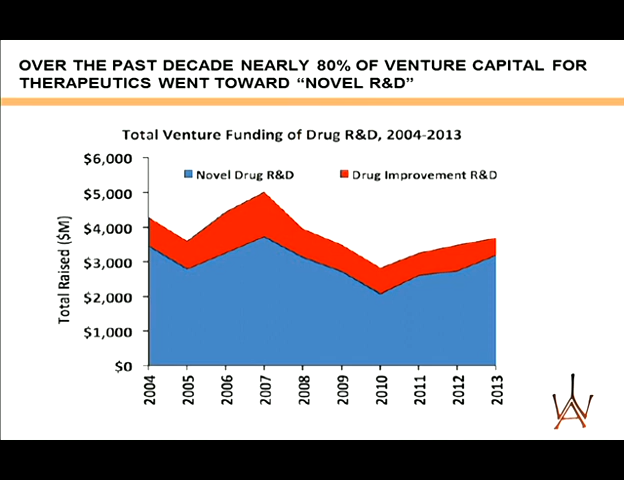 OVER THE PAST DECADE NEARLY 80% OF VENTURE CAPITAL FOR
THERAPEUTICS WENT TOWARD “NOVEL R&D”
Total Venture Funding of Drug R&D, 2004-2013
Novel Drug R&D
Drug Improvement R&D
Total Raised ($M)
$6,000
$5,000
$4,000
$3,000
$2,000
$1,000
$0
2004
2005
2006
2007
2008
2009
2010
2011
2012
2013